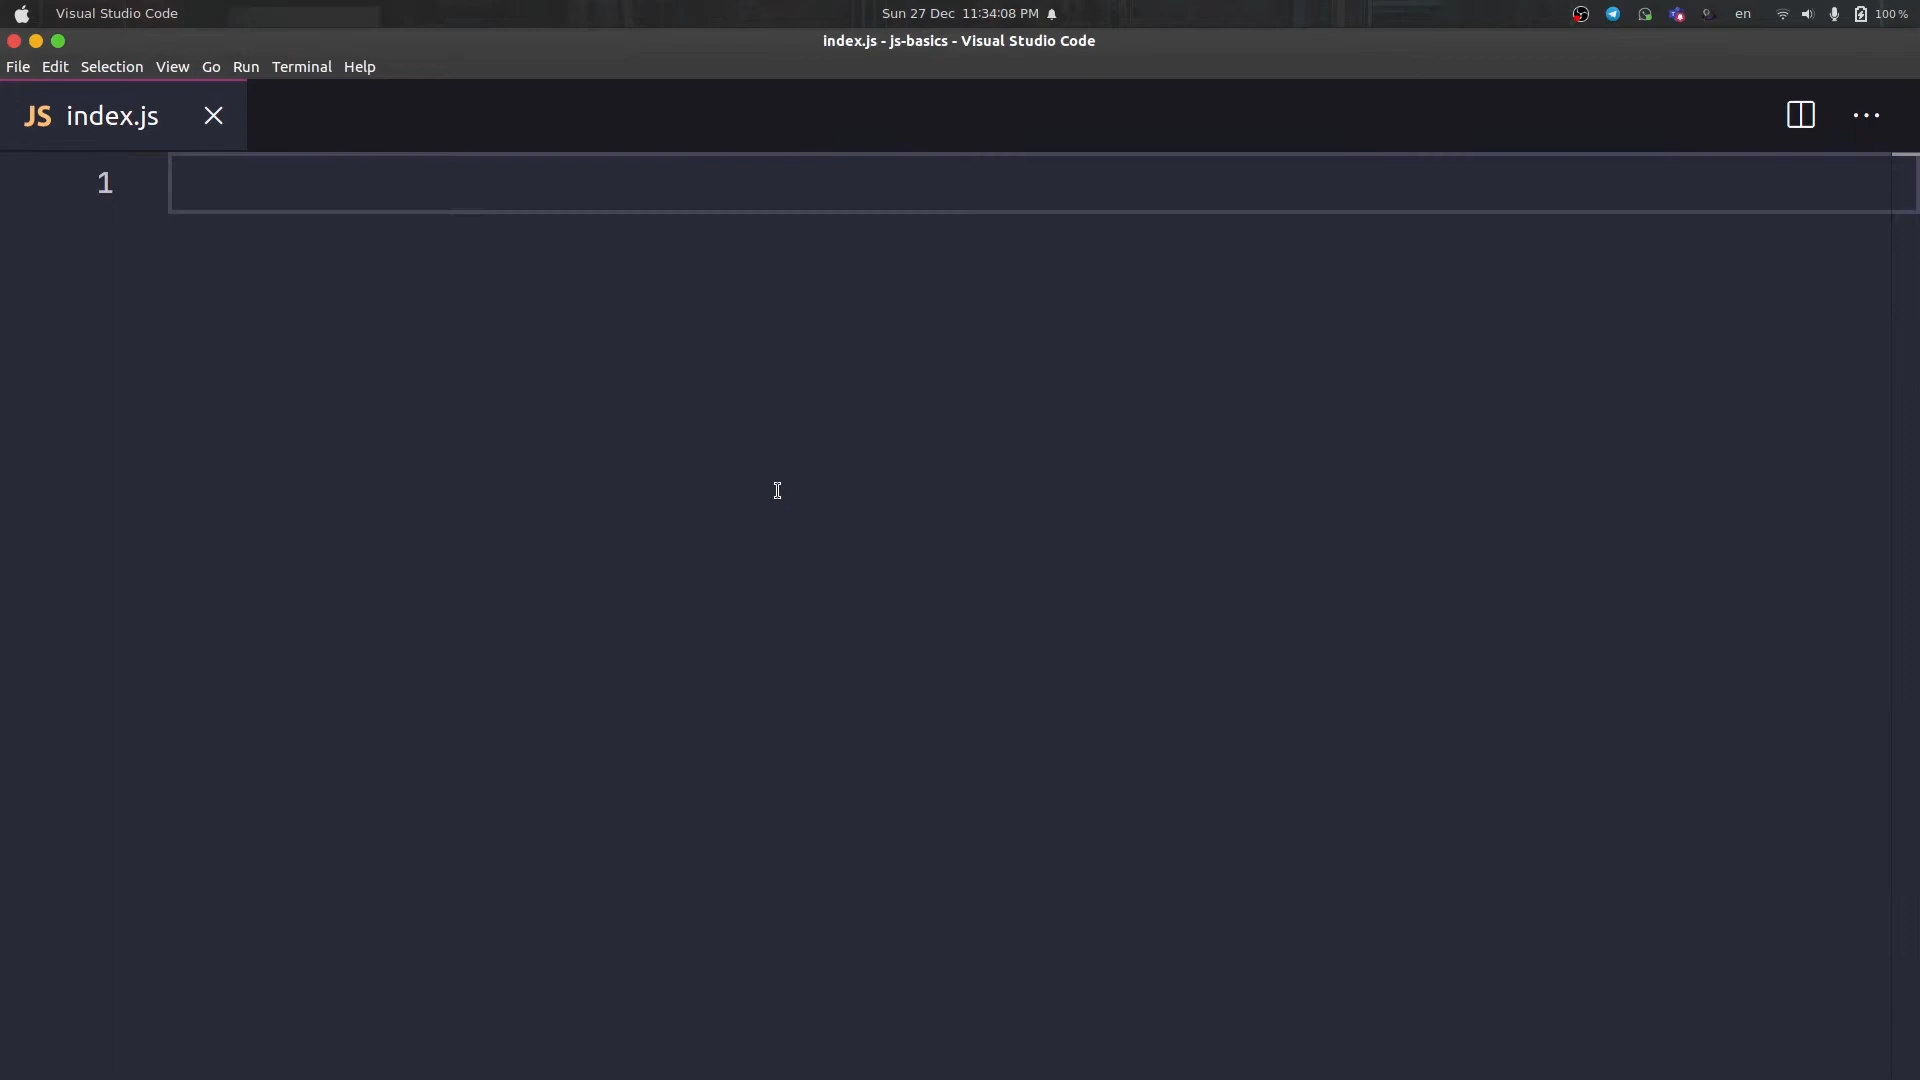 Visual Studio Code
Sun 27 Dec 11:34:08 PM
en
100 %
index.js - js-basics - Visual Studio Code
File Edit Selection View Go Run Terminal Help
JS index.js
1